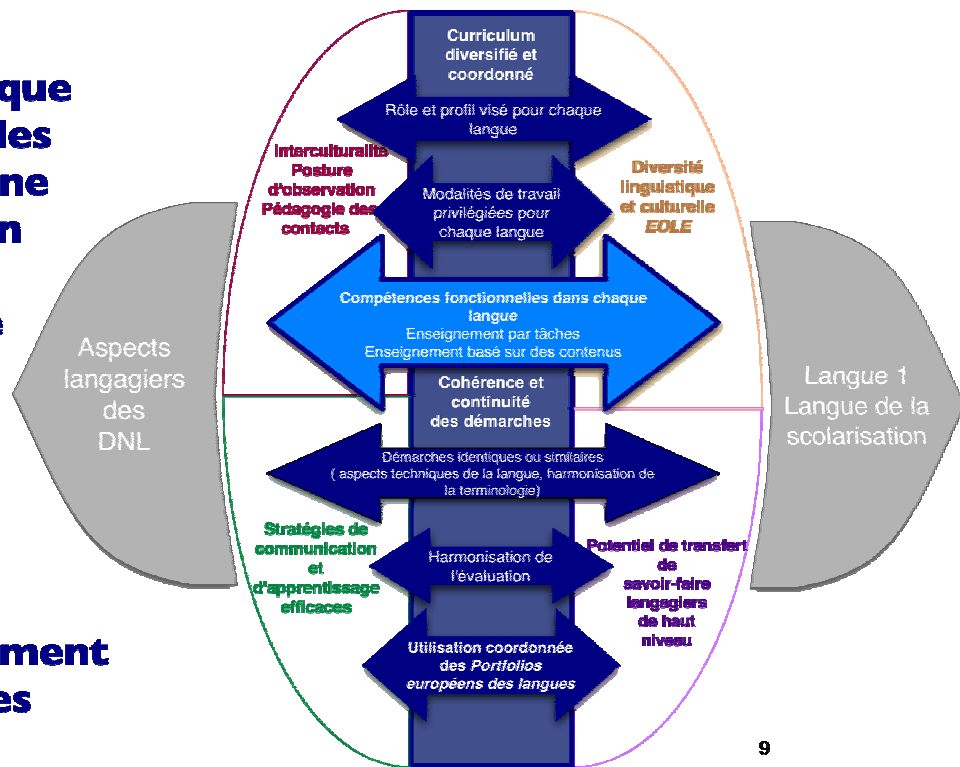 que
les
ne
n
e
ment
es
Curriculum
diversifié et
coordonné
Rôle et profil visé pour chaque
langue
Interculturalité
Posture
d'observation
Pédagogie des
contacts
Modalités de travail
privilégiées pour
chaque langue
Diversité
linguistique
et culturelle
EOLE
Compétences fonctionnelles dans chaque
langue
Enseignement par tâches
Enseignement basé sur des contenus
Aspects
langagiers
des
DNL
Cohérence et
continuité
des démarches
Langue 1
Langue de la
scolarisation
Démarches identiques ou similaires
( aspects techniques de la langue, harmonisation de
la terminologie)
Stratégies de
communication
et
d'apprentissage
efficaces
Harmonisation de
l'évaluation
Potentiel de transfert
de
savoir-faire
langagiers
de haut
niveau
Utilisation coordonnée
des Portfolios
européens des langues
9